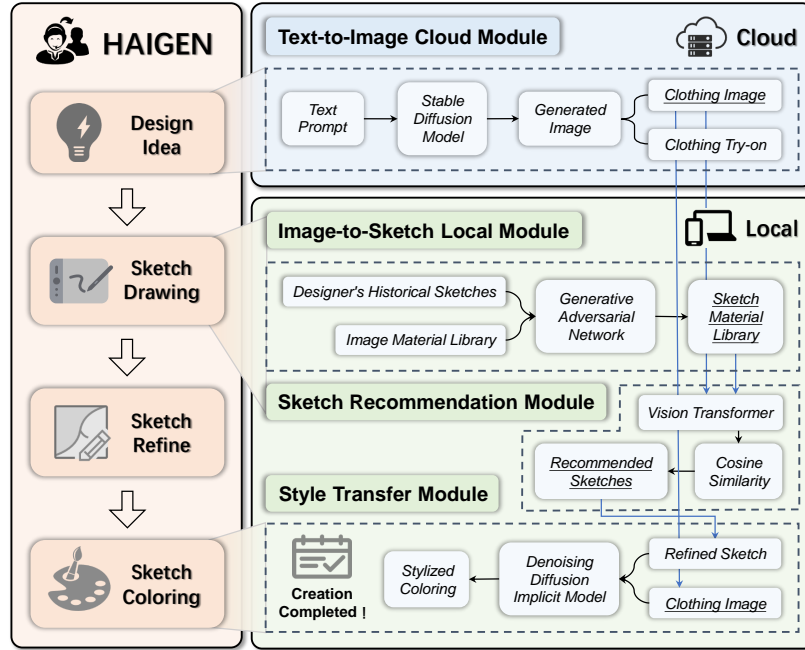 HAIGEN
Design
Idea
Sketch
Drawing
Sketch
Refine
Sketch
Coloring
Text-to-Image Cloud Module
Cloud
Text
Prompt
Stable
Diffusion
Model
Generated
Image
Clothing Image
Clothing Try-on
Image-to-Sketch Local Module
Local
Designer's Historical Sketches
Image Material Library
Generative
Adversarial
Network
Sketch
Material
Library
Sketch Recommendation Module
Vision Transformer
Cosine
Similarity
Recommended
Sketches
Style Transfer Module
Creation
Completed !
Stylized
Coloring
Denoising
Diffusion
Implicit Model
Refined Sketch
Clothing Image